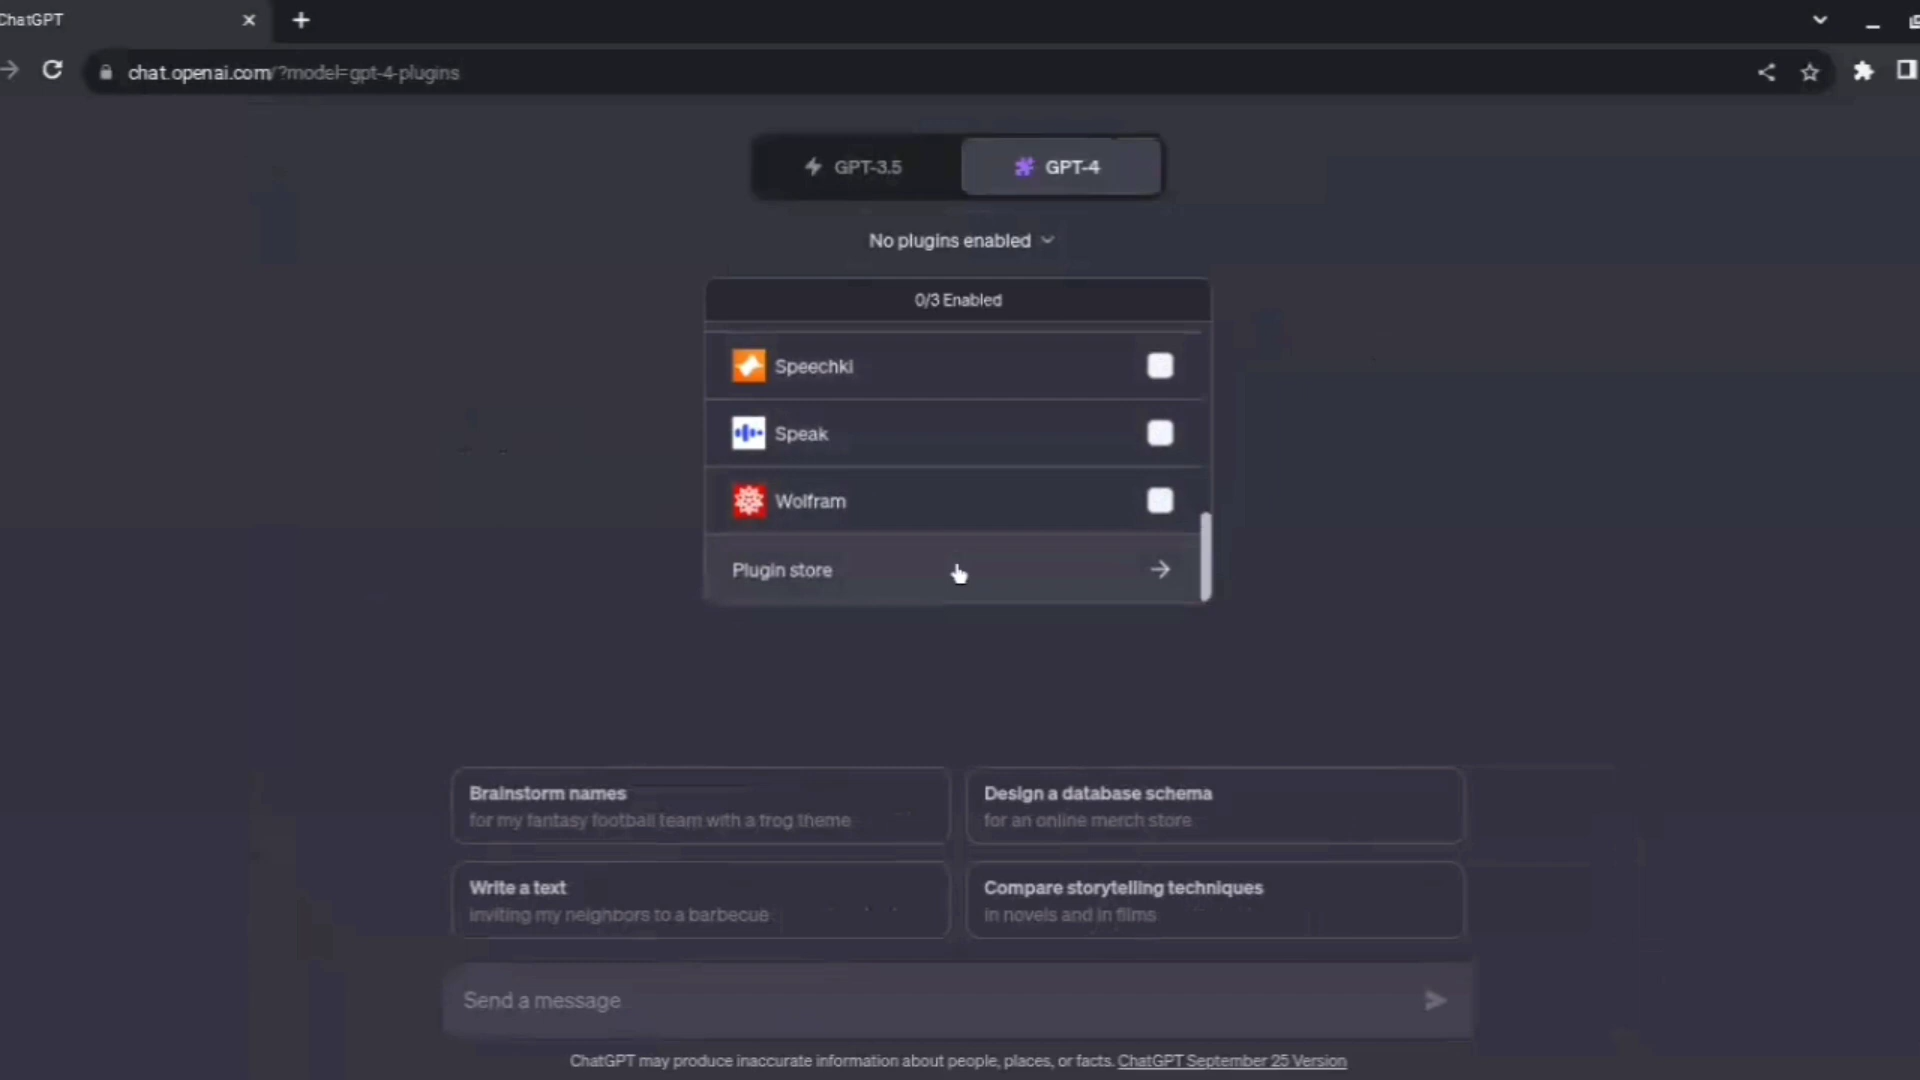 ChatGPT
chat.openai.com/?model=gpt-4-plugins
GPT-3.5
GPT-4
No plugins enabled
0/3 Enabled
Speechki
Speak
Wolfram
Plugin store
Brainstorm names
for my fantasy football team with a frog theme
Design a database schema
for an online merch store
Write a text
inviting my neighbors to a barbecue
Compare storytelling techniques
in novels and in films
Send a message
ChatGPT may produce inaccurate information about people, places, or facts. ChatGPT September 25 Version